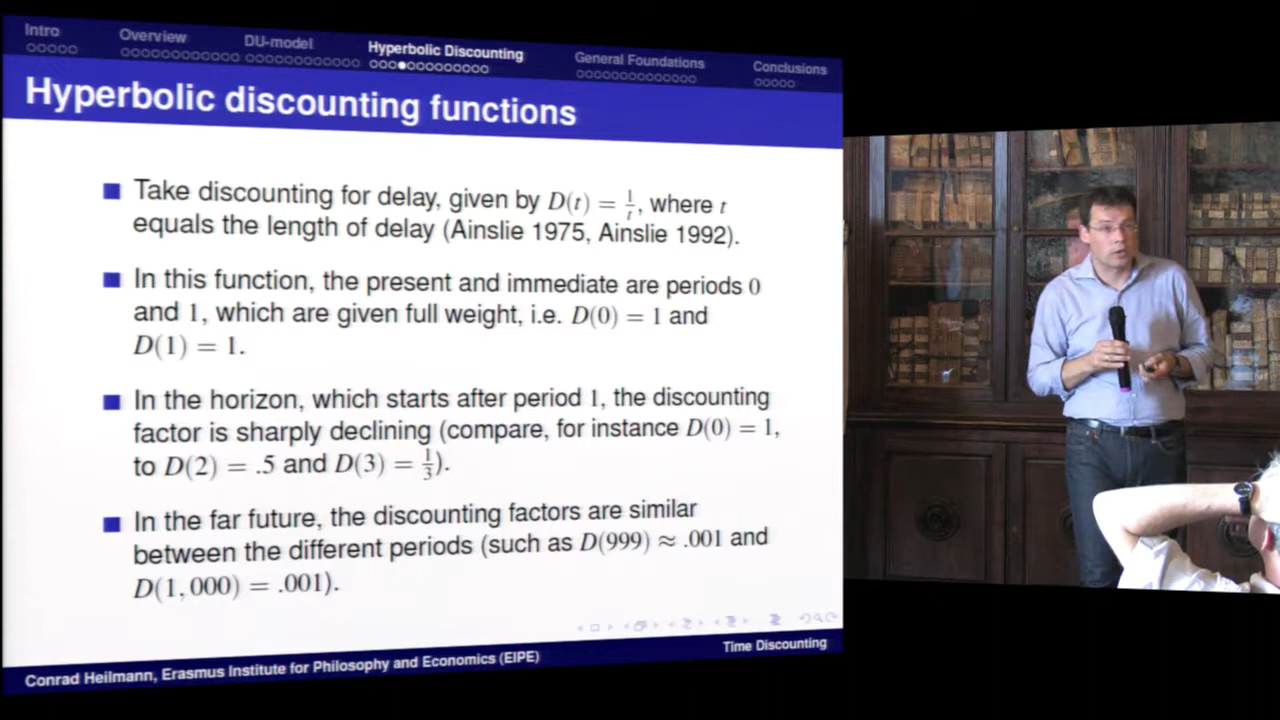 Intro Overview DU-model Hyperbolic Discounting General Foundations Conclusions
Hyperbolic discounting functions
Take discounting for delay, given by D(t) = 1/t, where t
equals the length of delay (Ainslie 1975, Ainslie 1992).
In this function, the present and immediate are periods 0
and 1, which are given full weight, i.e. D(0) = 1 and
D(1) = 1.
In the horizon, which starts after period 1, the discounting
factor is sharply declining (compare, for instance D(0) = 1,
to D(2) = .5 and D(3) = 1/3).
In the far future, the discounting factors are similar
between the different periods (such as D(999) ≈ .001 and
D(1,000) = .001).
Conrad Heilmann, Erasmus Institute for Philosophy and Economics (EIPE) Time Discounting